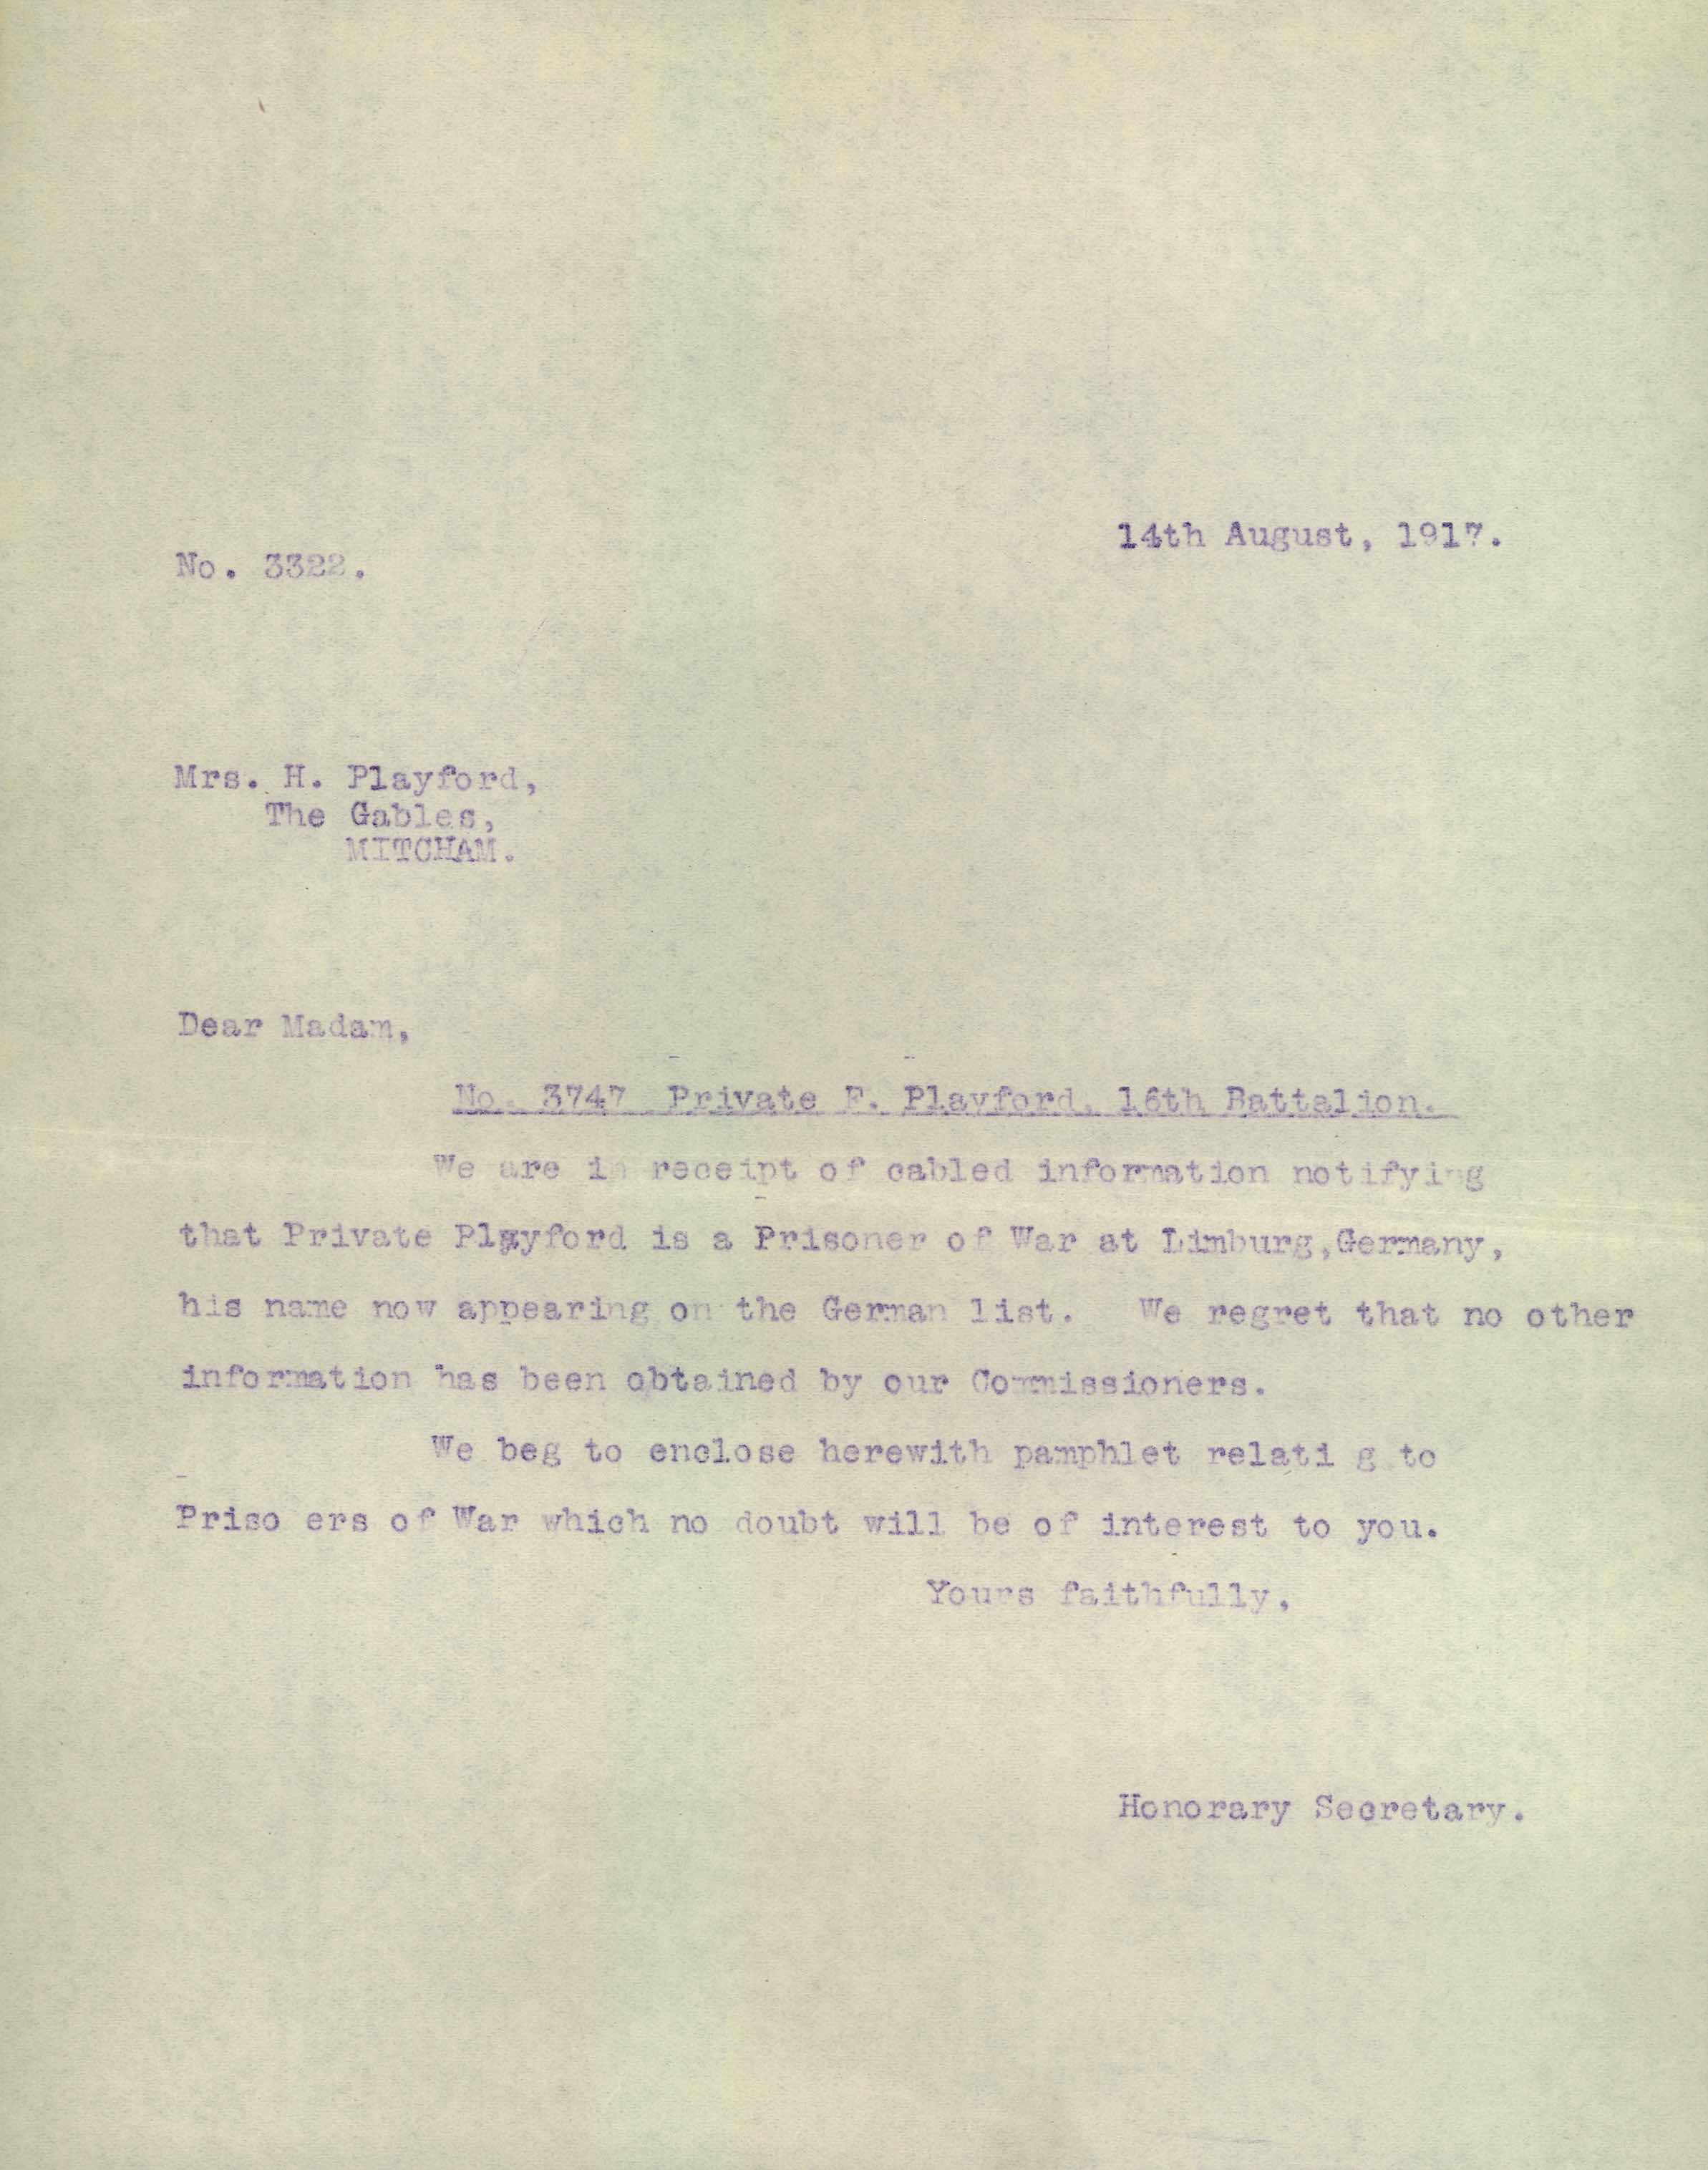 14th August, 1917.
No. 3322.
Mrs. H. Playford,
The Gables,
MITCHAM.
Dear Madam,
No. 3747 Private F. Playford, 16th Battalion.
We are in receipt of cabled information notifying
that Private Playford is a Prisoner of War at Limburg,Germany,
his name now appearing on the German list. We regret that no other
information has been obtained by our Commissioners.
We beg to enclose herewith pamphlet relati g to
Priso ers of War which no doubt will be of interest to you.
Yours faithfully,
Honorary Secretary.